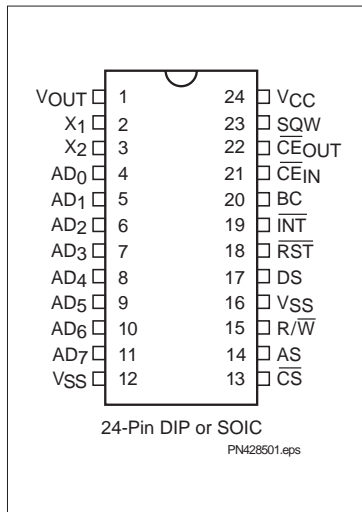 VOUT 1 24 VCC
X1 2 23 SQW
X2 3 22 CEOUT
AD0 4 21 CEIN
AD1 5 20 BC
AD2 6 19 INT
AD3 7 18 RST
AD4 8 17 DS
AD5 9 16 VSS
AD6 10 15 R/W
AD7 11 14 AS
VSS 12 13 CS
24-Pin DIP or SOIC
PN428501.eps